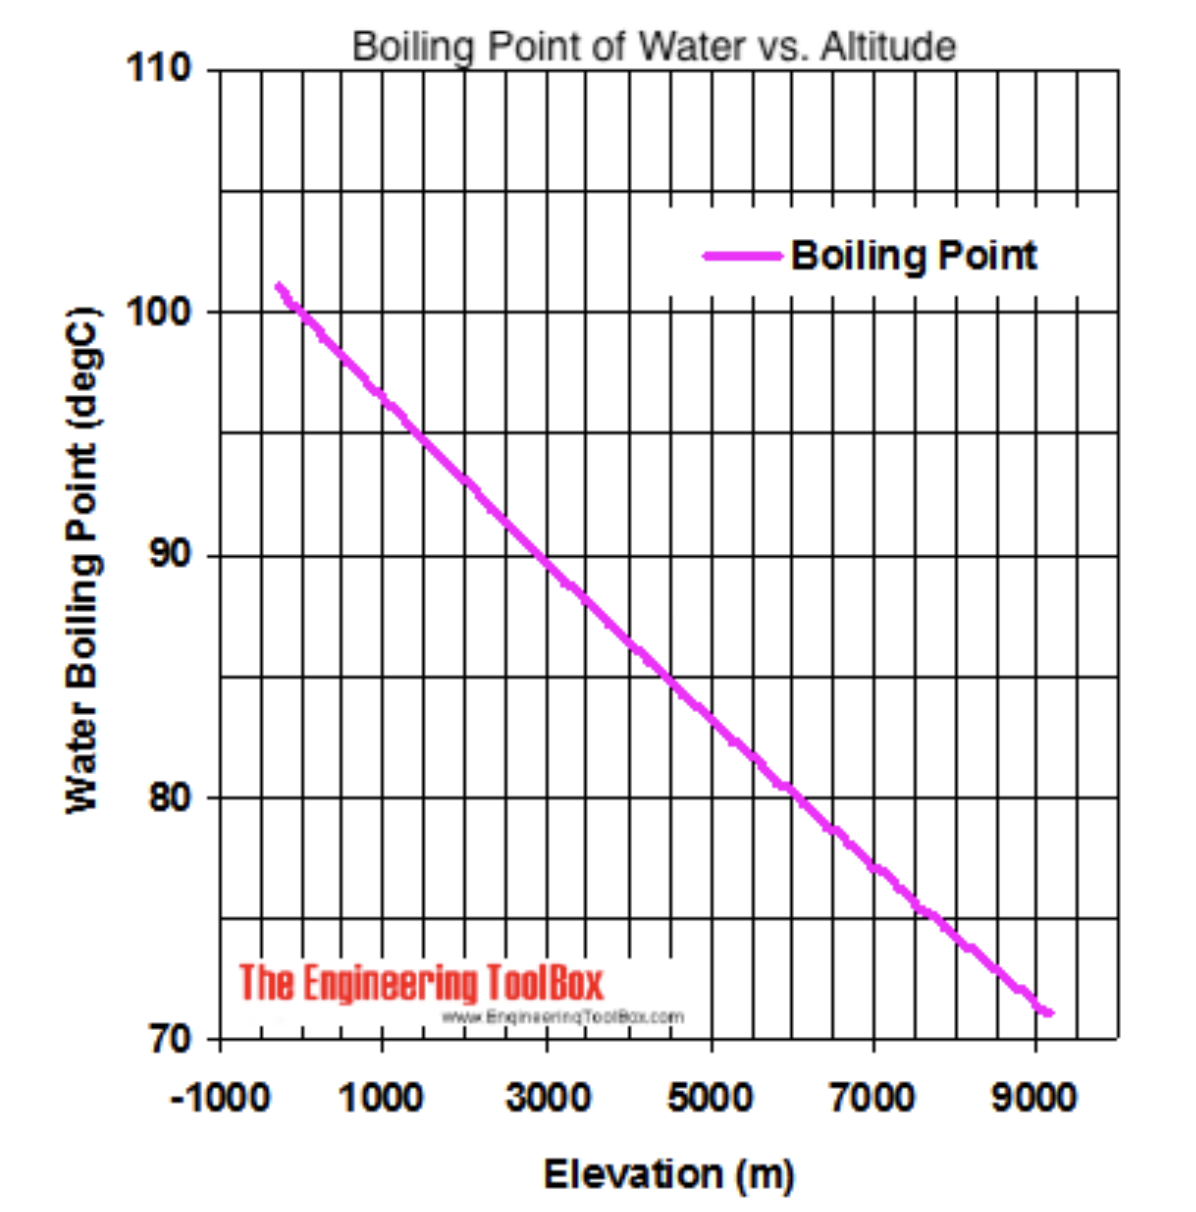 Boiling Point of Water vs. Altitude
110
Boiling Point
100
90
80
70
Water Boiling Point (degC)
The Engineering ToolBox
www.EngineeringToolBox.com
-1000 1000 3000 5000 7000 9000
Elevation (m)